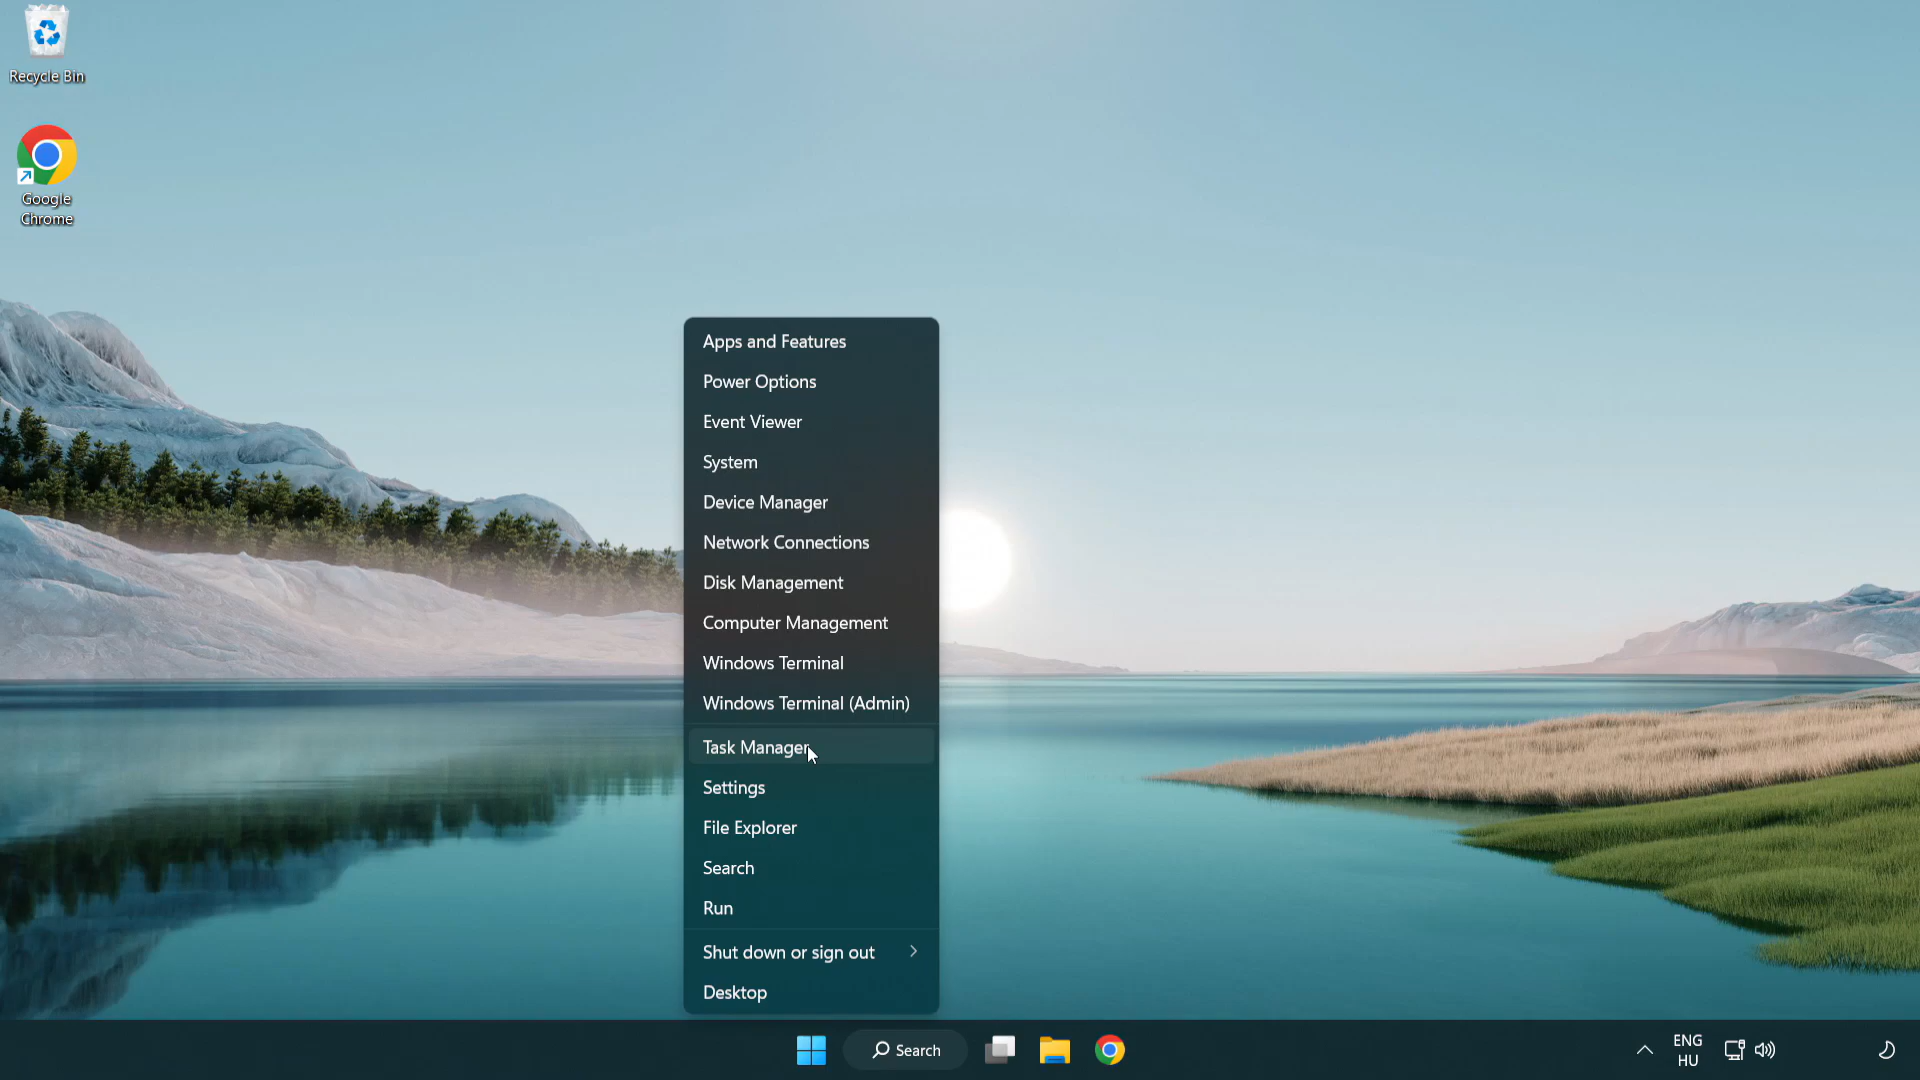 Recycle Bin
Google
Chrome
Apps and Features
Power Options
Event Viewer
System
Device Manager
Network Connections
Disk Management
Computer Management
Windows Terminal
Windows Terminal (Admin)
Task Manager
Settings
File Explorer
Search
Run
Shut down or sign out
Desktop
Search
ENG
HU